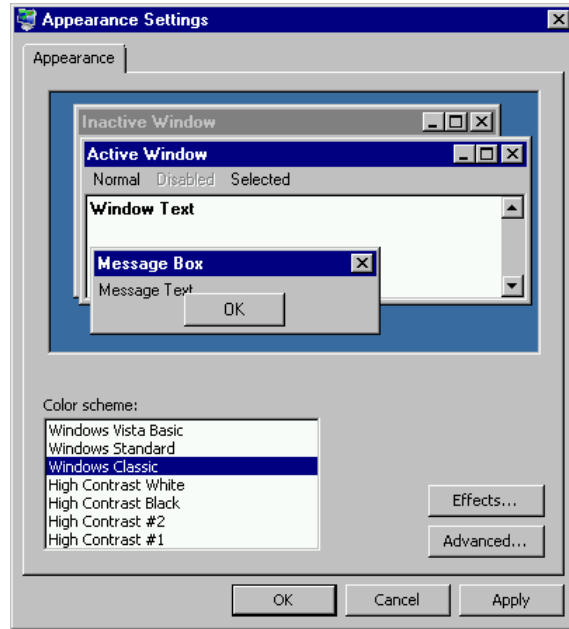 Appearance Settings
Appearance
Inactive Window
Active Window
Normal Disabled Selected
Window Text
Message Box
Message Text
OK
Color scheme:
Windows Vista Basic
Windows Standard
Windows Classic
High Contrast White
High Contrast Black
High Contrast #2
High Contrast #1
Effects...
Advanced...
OK Cancel Apply